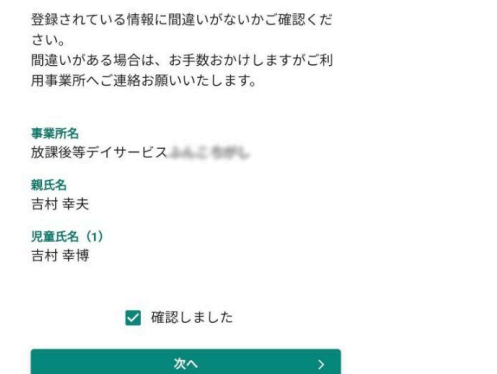 登録されている情報に間違いがないかご確認くだ
さい。
間違いがある場合は、お手数おかけしますがご利
用事業所へご連絡お願いいたします。
事業所名
放課後等デイサービス
親氏名
吉村 幸夫
児童氏名（1）
吉村 幸博
確認しました
次へ